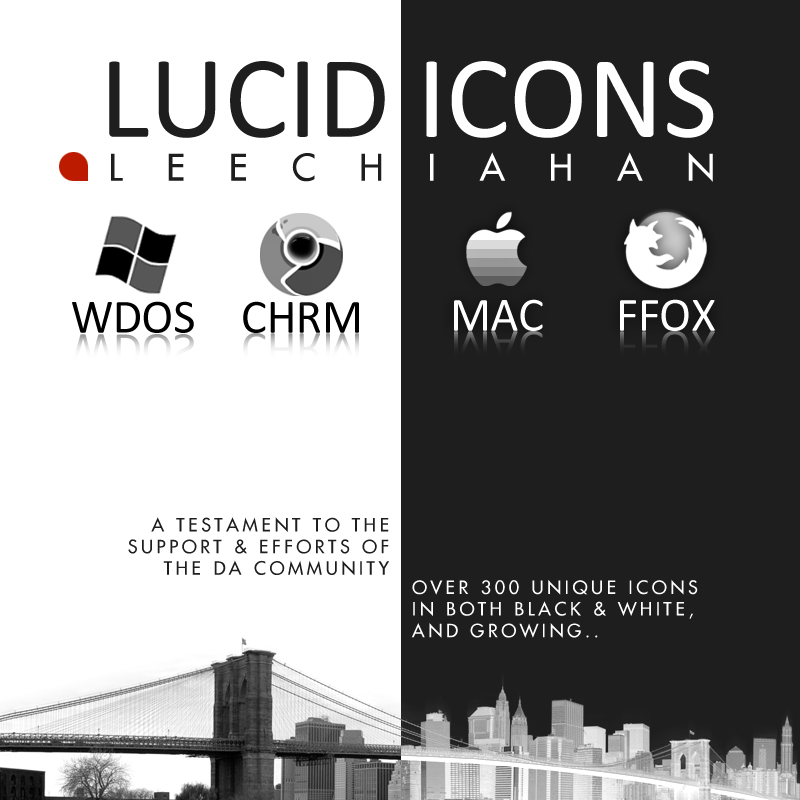 LUCID ICONS
LEECHIAHAN
WDOS CHRM MAC FFOX
A TESTAMENT TO THE
SUPPORT & EFFORTS OF
THE DA COMMUNITY
OVER 300 UNIQUE ICONS
IN BOTH BLACK & WHITE,
AND GROWING..